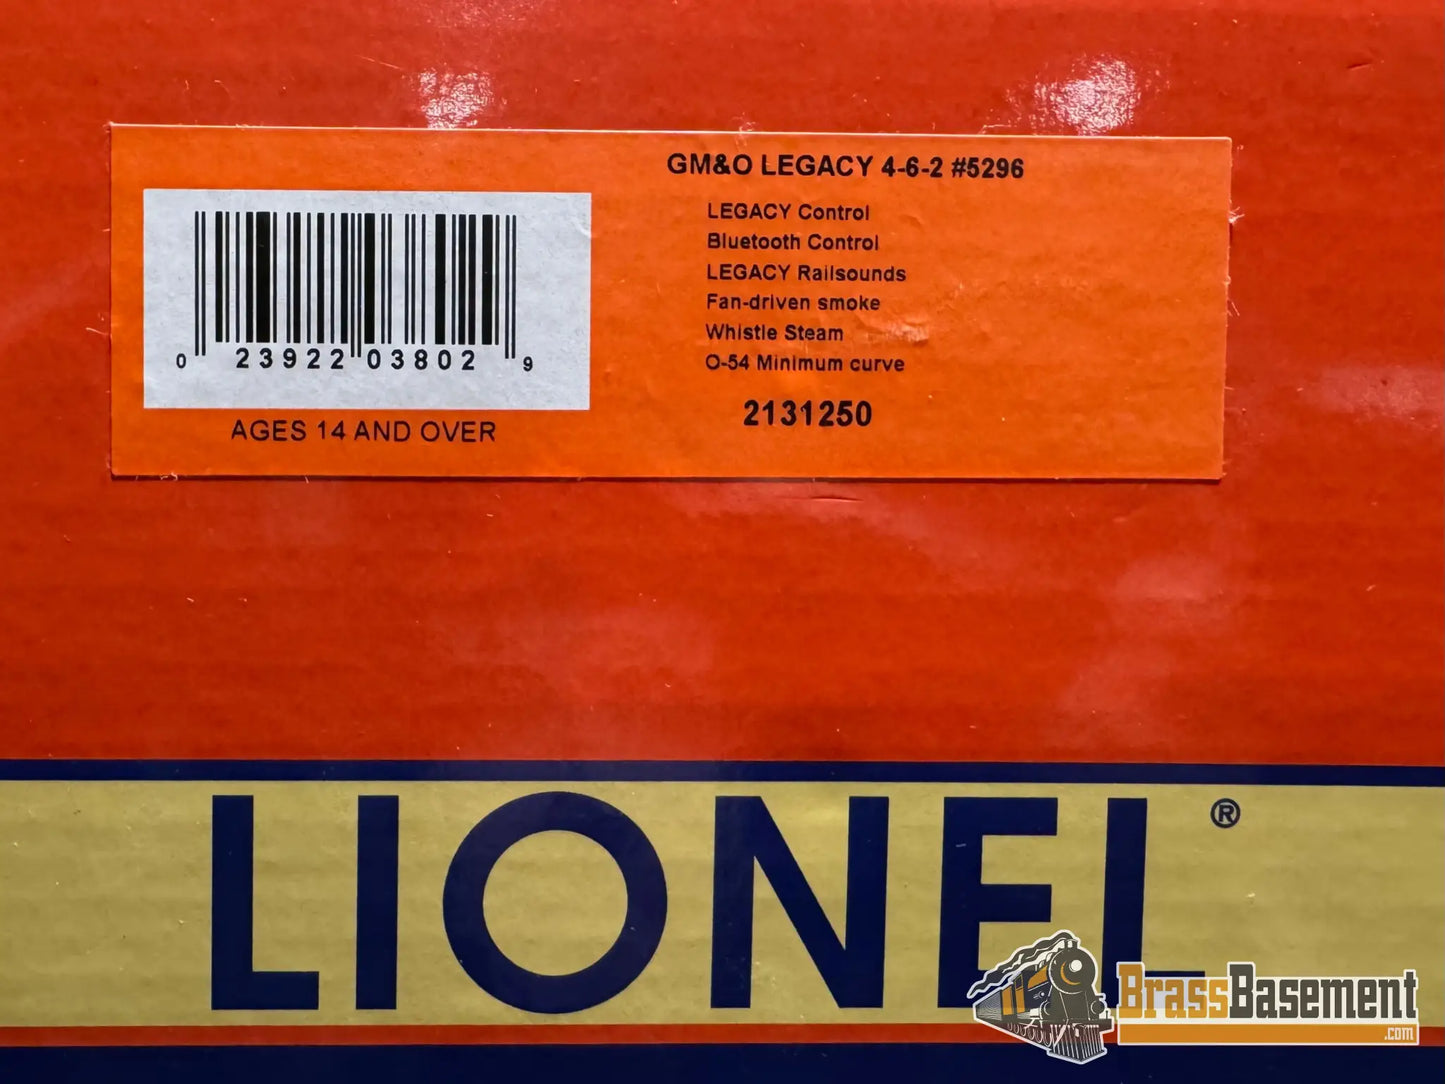 GM&O LEGACY 4-6-2 #5296
LEGACY Control
Bluetooth Control
LEGACY Railsounds
Fan-driven smoke
Whistle Steam
O-54 Minimum curve
2131250
0 23922 03802 9
AGES 14 AND OVER
LIONEL®
BrassBasement
.com